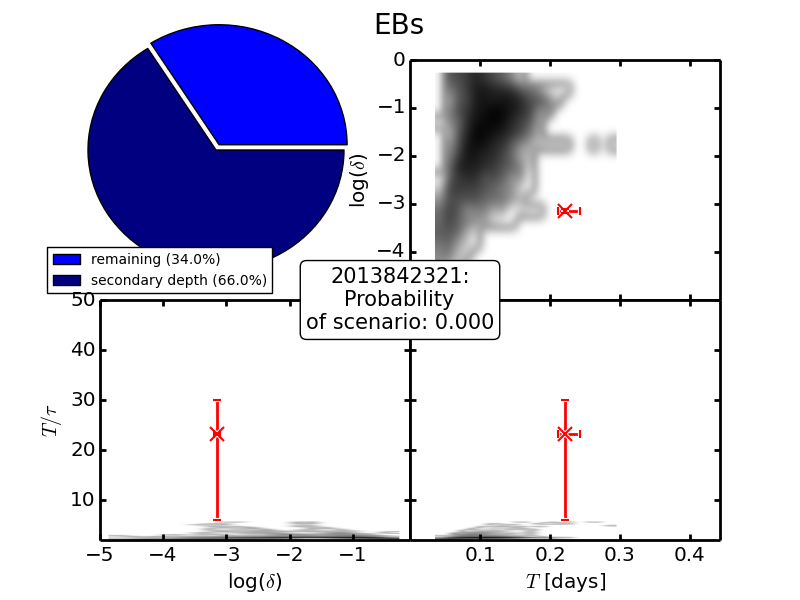 EBs
remaining (34.0%)
secondary depth (66.0%)
0
−1
−2
−3
−4
log(δ)
2013842321:
Probability
of scenario: 0.000
50
40
30
20
10
T/τ
−5 −4 −3 −2 −1
log(δ)
0.1 0.2 0.3 0.4
T [days]